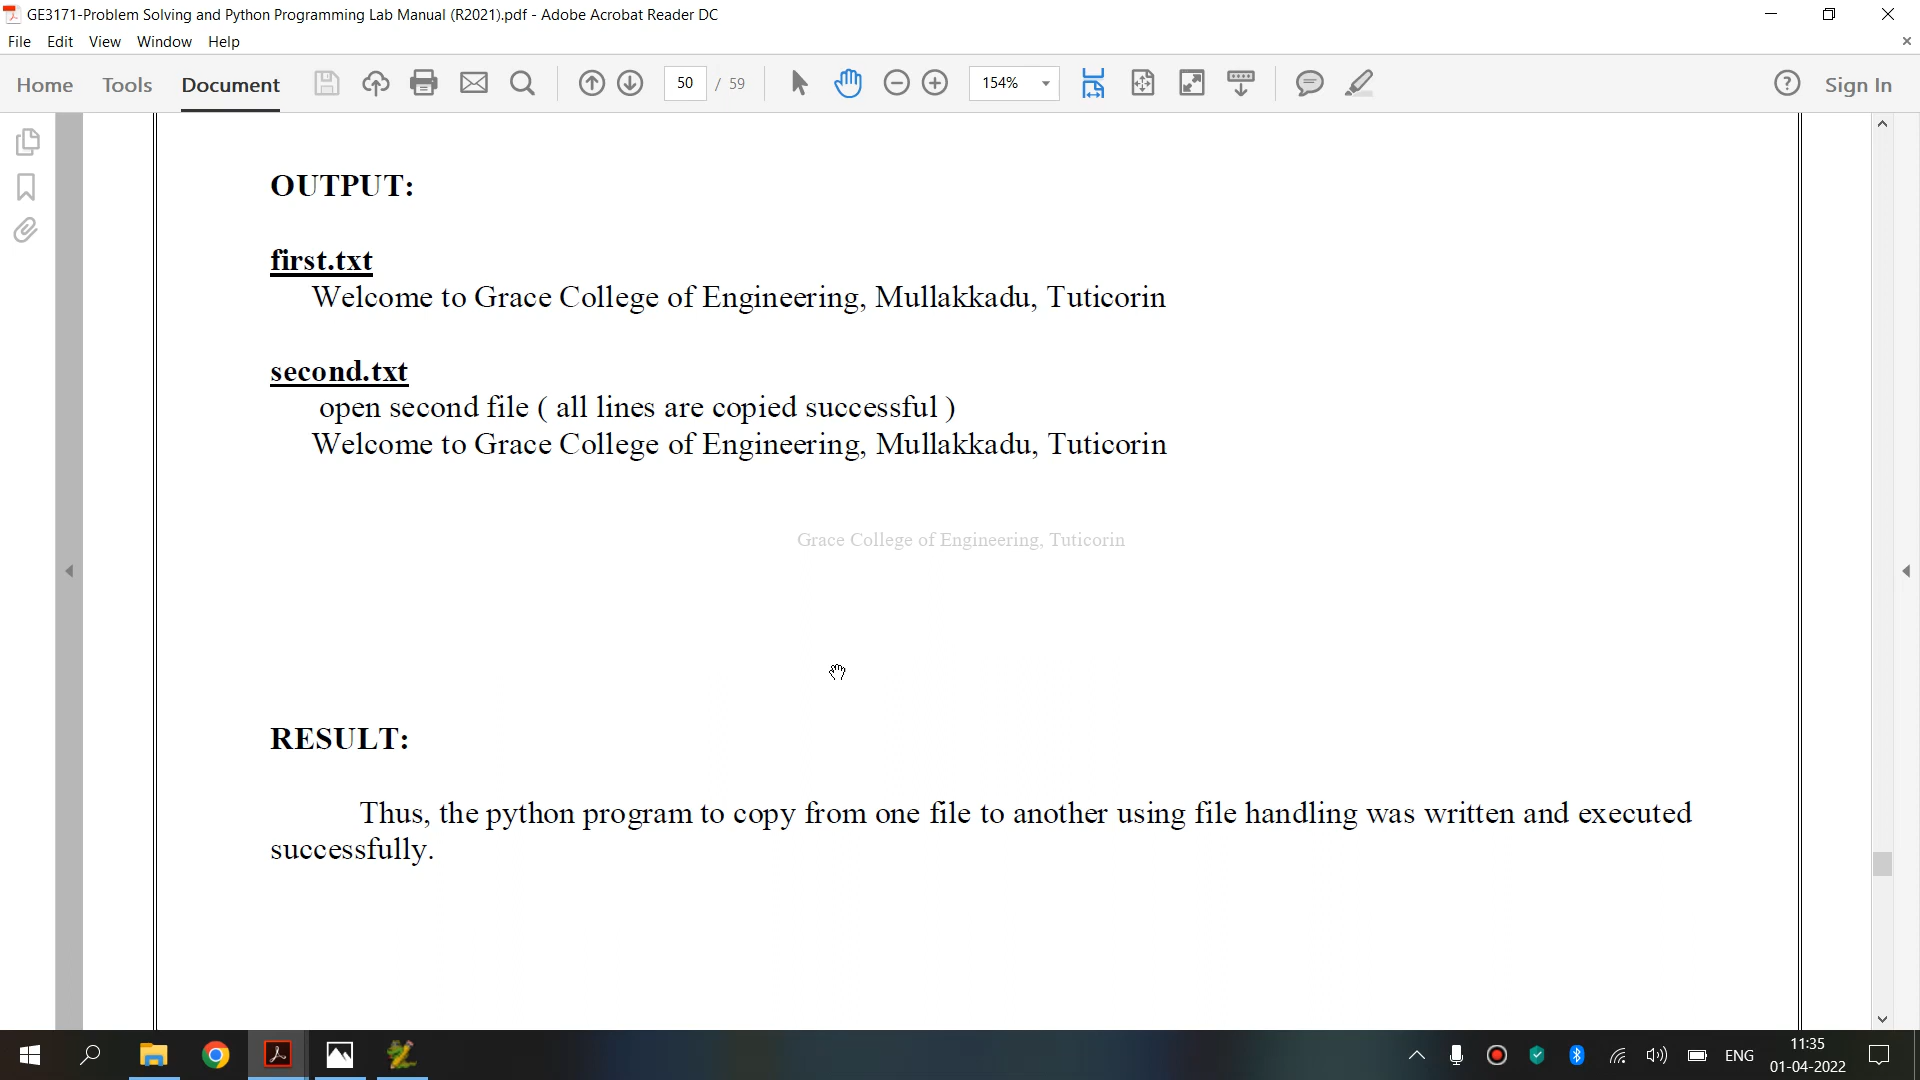 GE3171-Problem Solving and Python Programming Lab Manual (R2021).pdf - Adobe Acrobat Reader DC
File Edit View Window Help
Home Tools Document 50 / 59 154% Sign In
OUTPUT:
first.txt
Welcome to Grace College of Engineering, Mullakkadu, Tuticorin
second.txt
open second file ( all lines are copied successful )
Welcome to Grace College of Engineering, Mullakkadu, Tuticorin
Grace College of Engineering, Tuticorin
RESULT:
Thus, the python program to copy from one file to another using file handling was written and executed
successfully.
ENG
11:35
01-04-2022